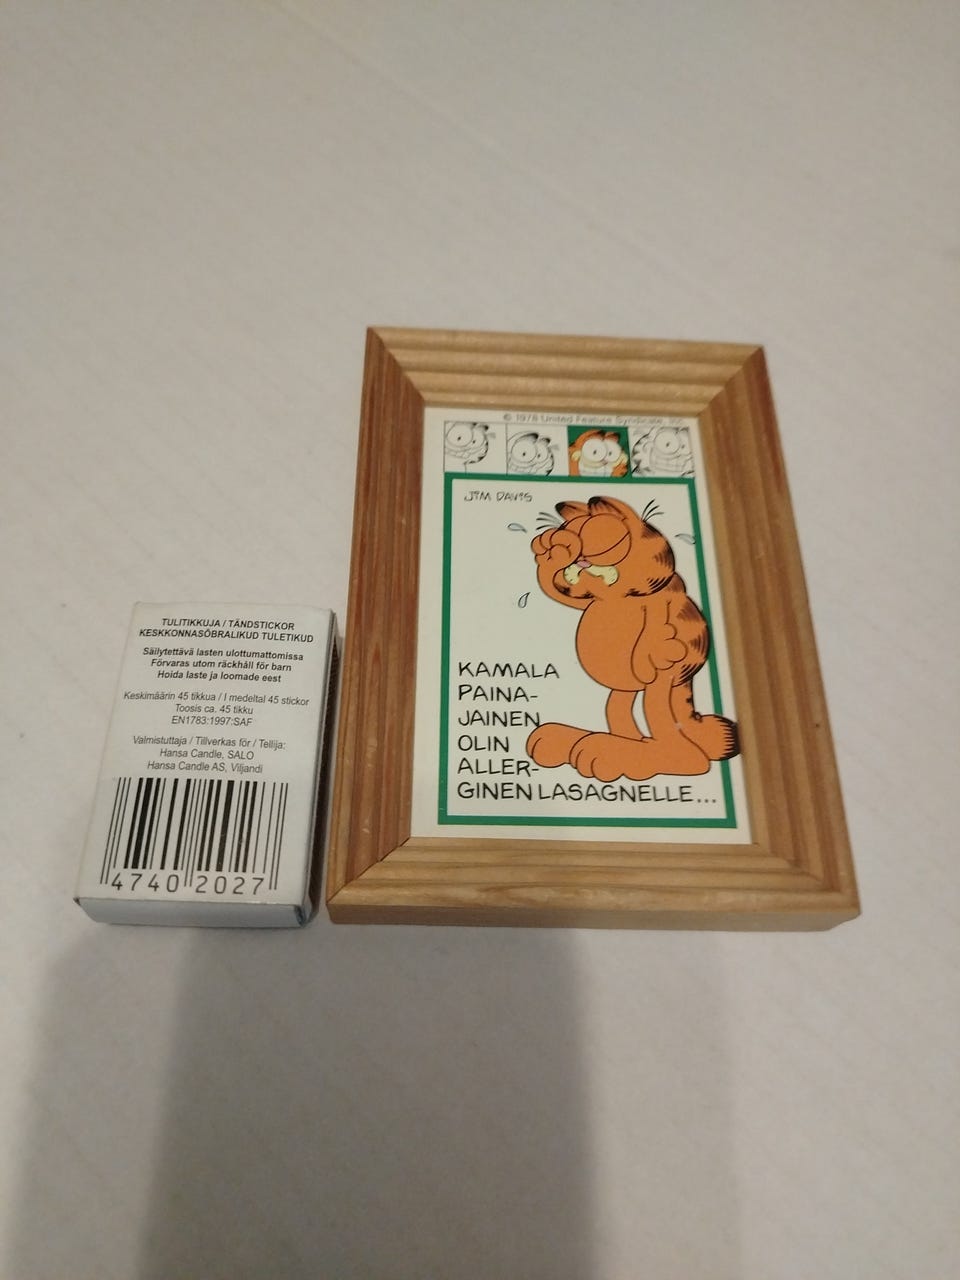 TULITIKKUJA / TÄNDSTICKOR
KESKKONNASÕBRALIKUD TULETIKUD
Säilytettävä lasten ulottumattomissa
Förvaras utom räckhåll för barn
Hoida laste ja loomade eest
Keskimäärin 45 tikkua / I medeltal 45 stickor
Toosis ca. 45 tikku
EN1783:1997:SAF
Valmistuttaja / Tillverkas för / Tellija:
Hansa Candle, SALO
Hansa Candle AS, Viljandi
4740 2027
© 1978 United Feature Syndicate, Inc.
JIM DAVIS
KAMALA
PAINA-
JAINEN
OLIN
ALLER-
GINEN LASAGNELLE...